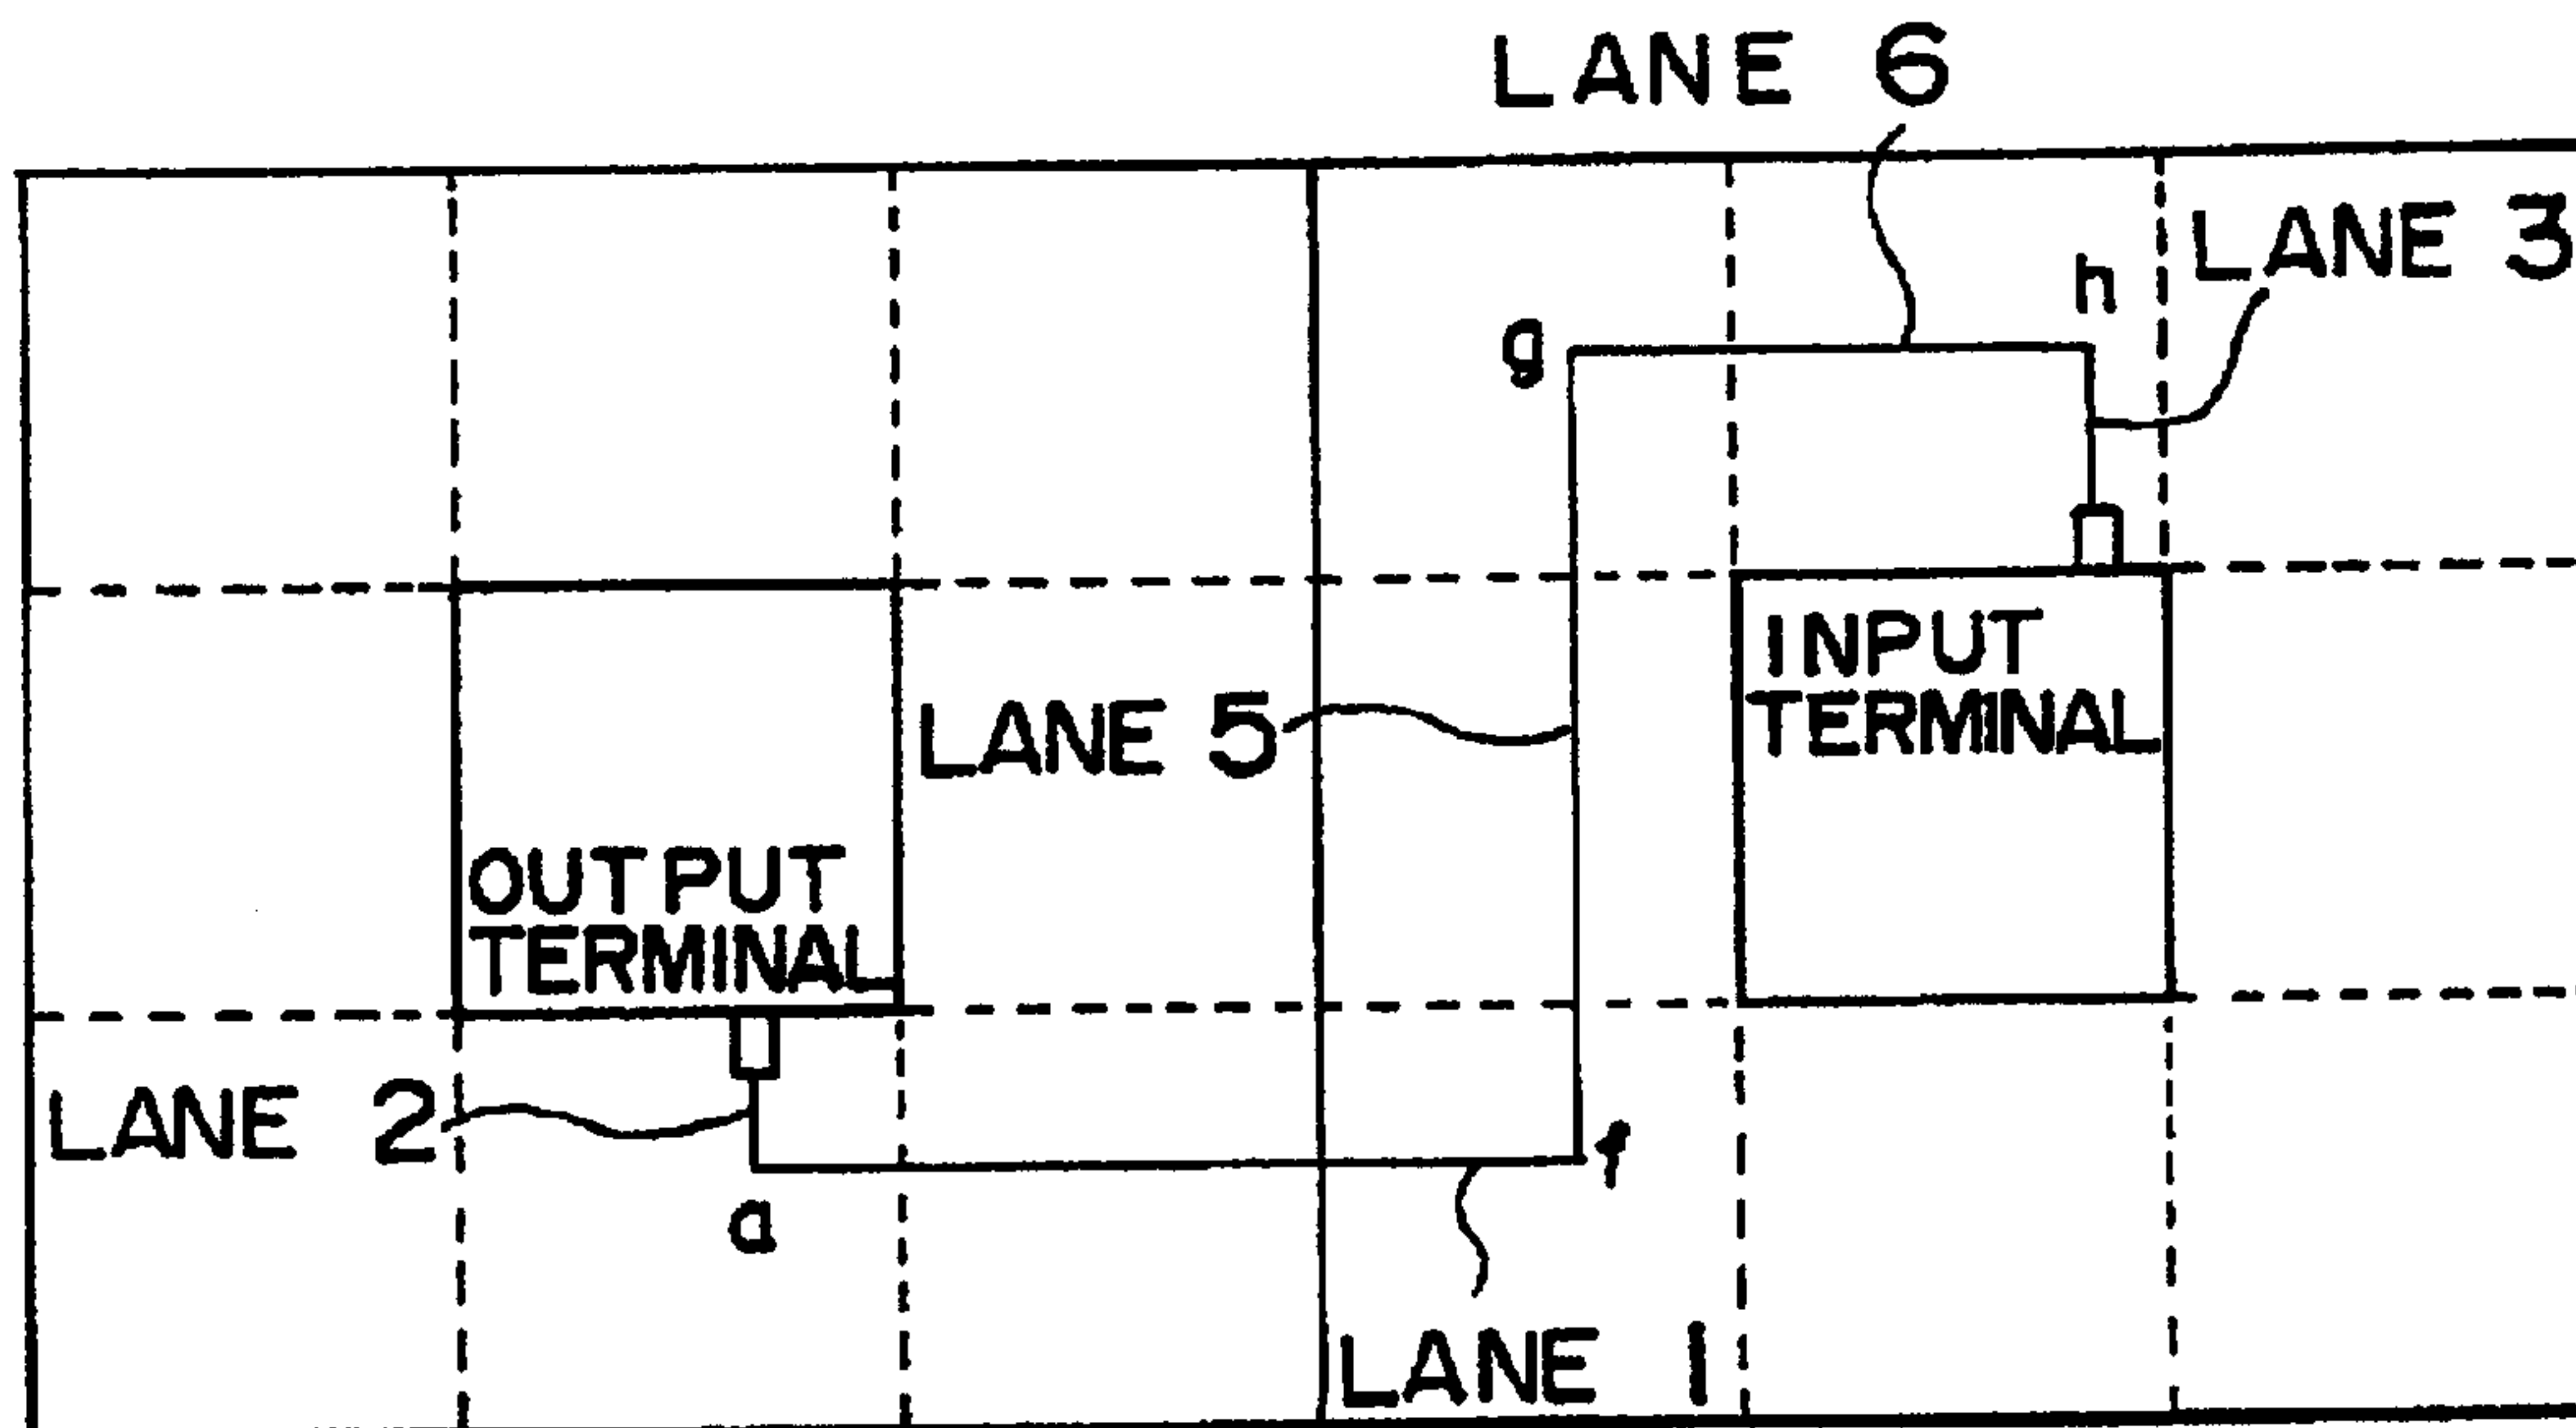 LANE 6
LANE 3
h
g
INPUT
TERMINAL
LANE 5
OUTPUT
TERMINAL
LANE 2
f
a
LANE 1